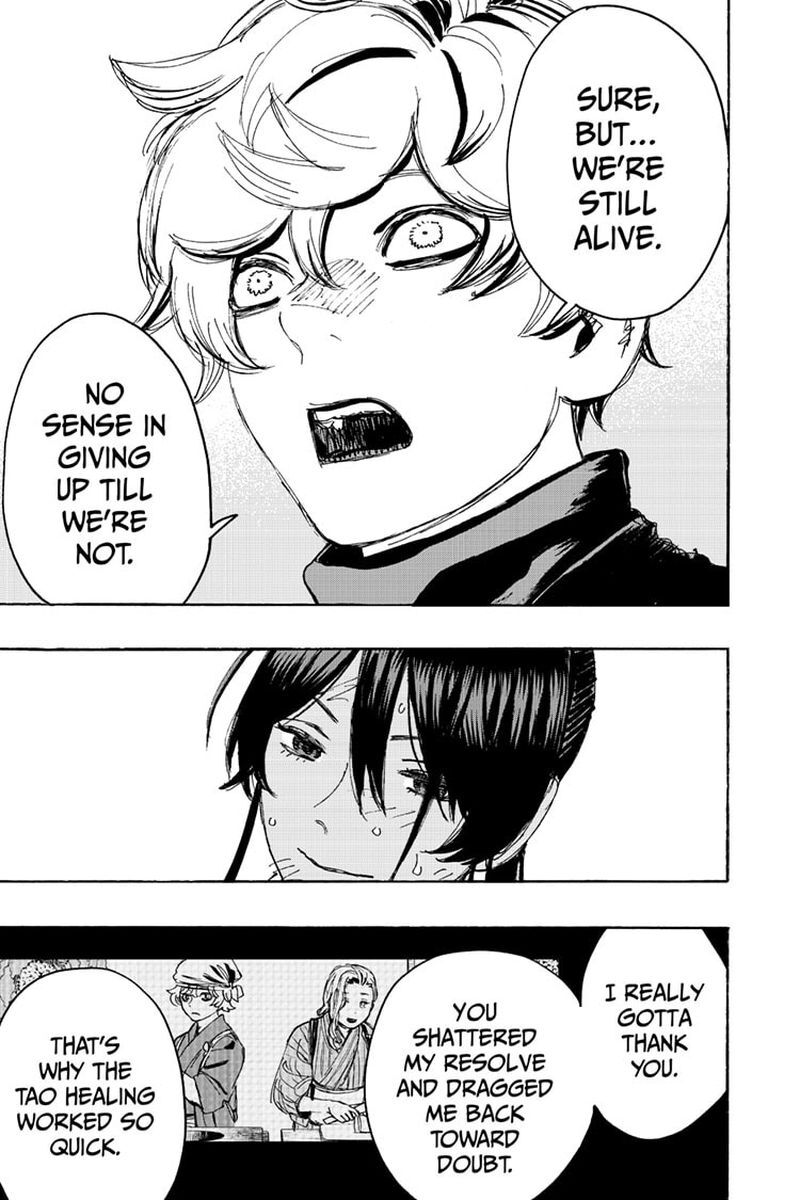 SURE,
BUT...
WE'RE
STILL
ALIVE.
NO
SENSE IN
GIVING
UP TILL
WE'RE
NOT.
I REALLY
GOTTA
THANK
YOU.
YOU
SHATTERED
MY RESOLVE
AND DRAGGED
ME BACK
TOWARD
DOUBT.
THAT'S
WHY THE
TAO HEALING
WORKED SO
QUICK.